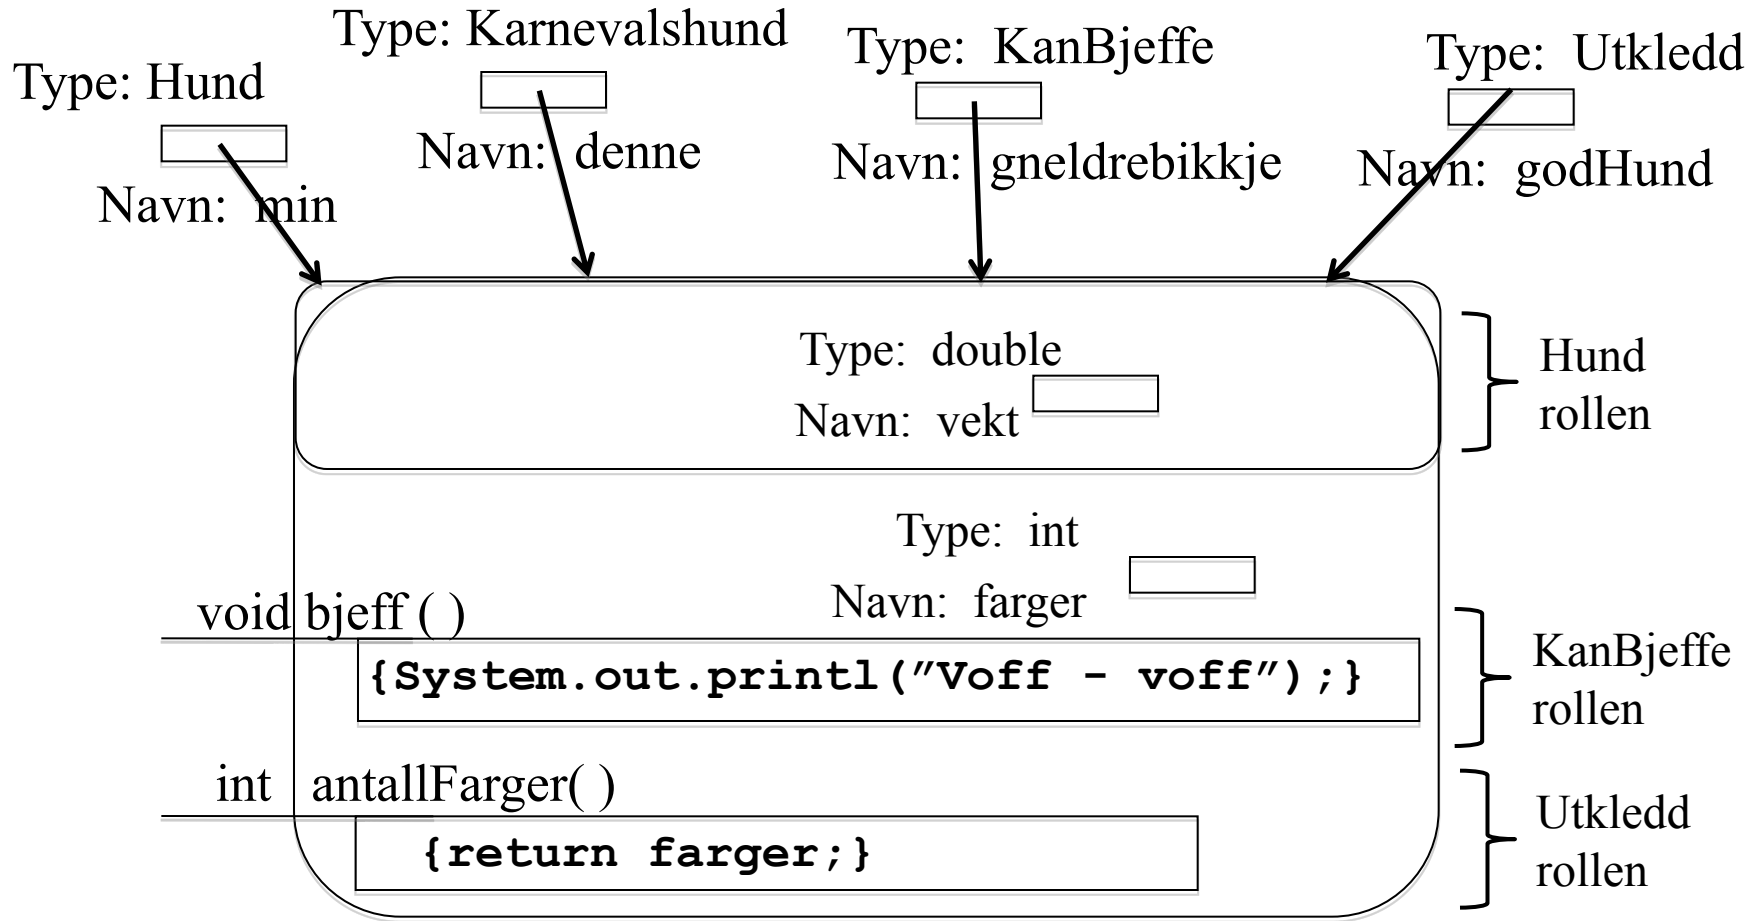 Type: Hund
Type: Karnevalshund
Type: KanBjeffe
Type: Utkledd
Navn: min
Navn: denne
Navn: gneldrebikkje
Navn: godHund
Type: double
Navn: vekt
Hund
rollen
Type: int
Navn: farger
void bjeff ( )
{System.out.printl(”Voff - voff”);}
KanBjeffe
rollen
int antallFarger( )
{return farger;}
Utkledd
rollen